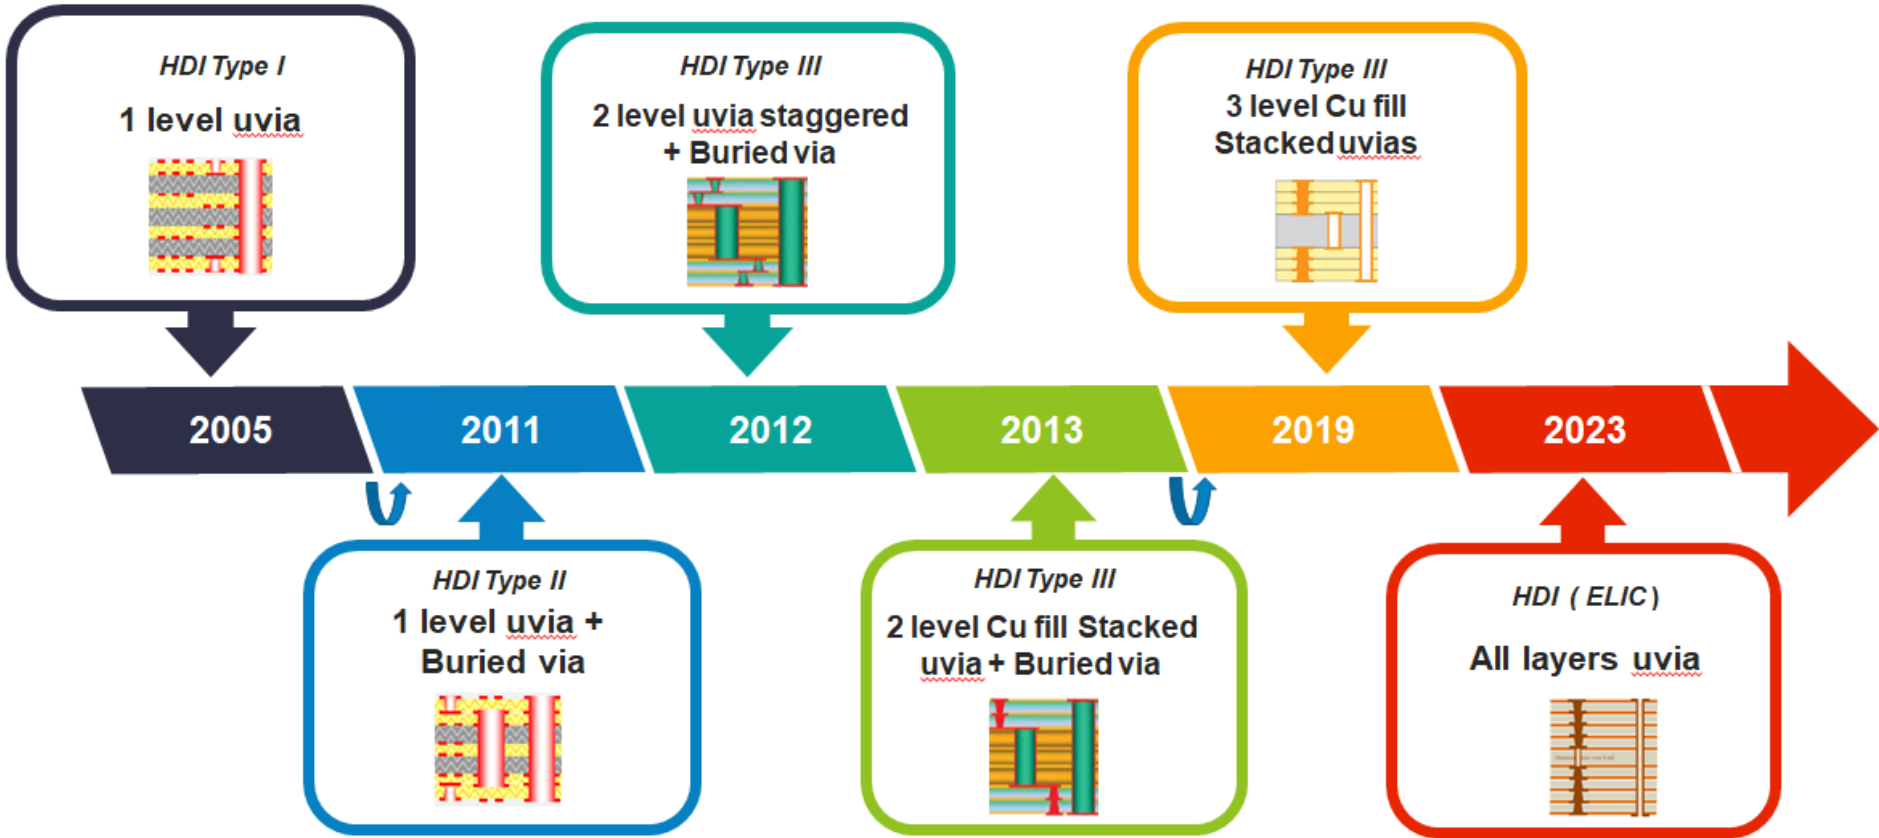 HDI Type I
1 level uvia
HDI Type III
2 level uvia staggered
+ Buried via
HDI Type III
3 level Cu fill
Stacked uvias
2005
2011
2012
2013
2019
2023
HDI Type II
1 level uvia +
Buried via
HDI Type III
2 level Cu fill Stacked
uvia + Buried via
HDI ( ELIC )
All layers uvia